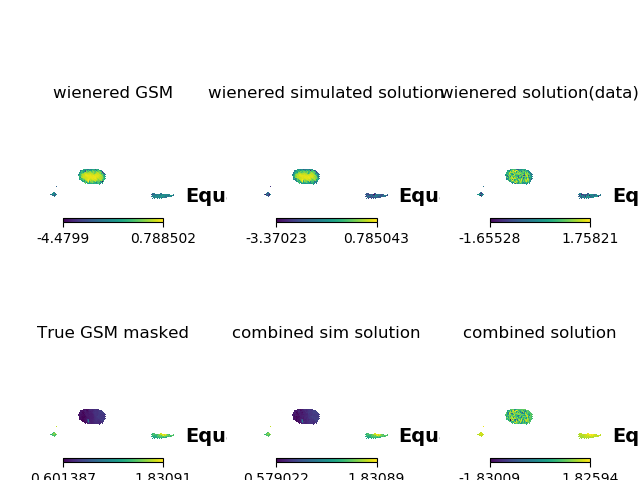 wienered GSM wienered simulated solution wienered solution(data)
Equ Equ Eq
-4.4799 0.788502 -3.37023 0.785043 -1.65528 1.75821
True GSM masked combined sim solution combined solution
Equ Equ Eq
0.601387 1.83091 0.579022 1.83089 -1.83009 1.82594